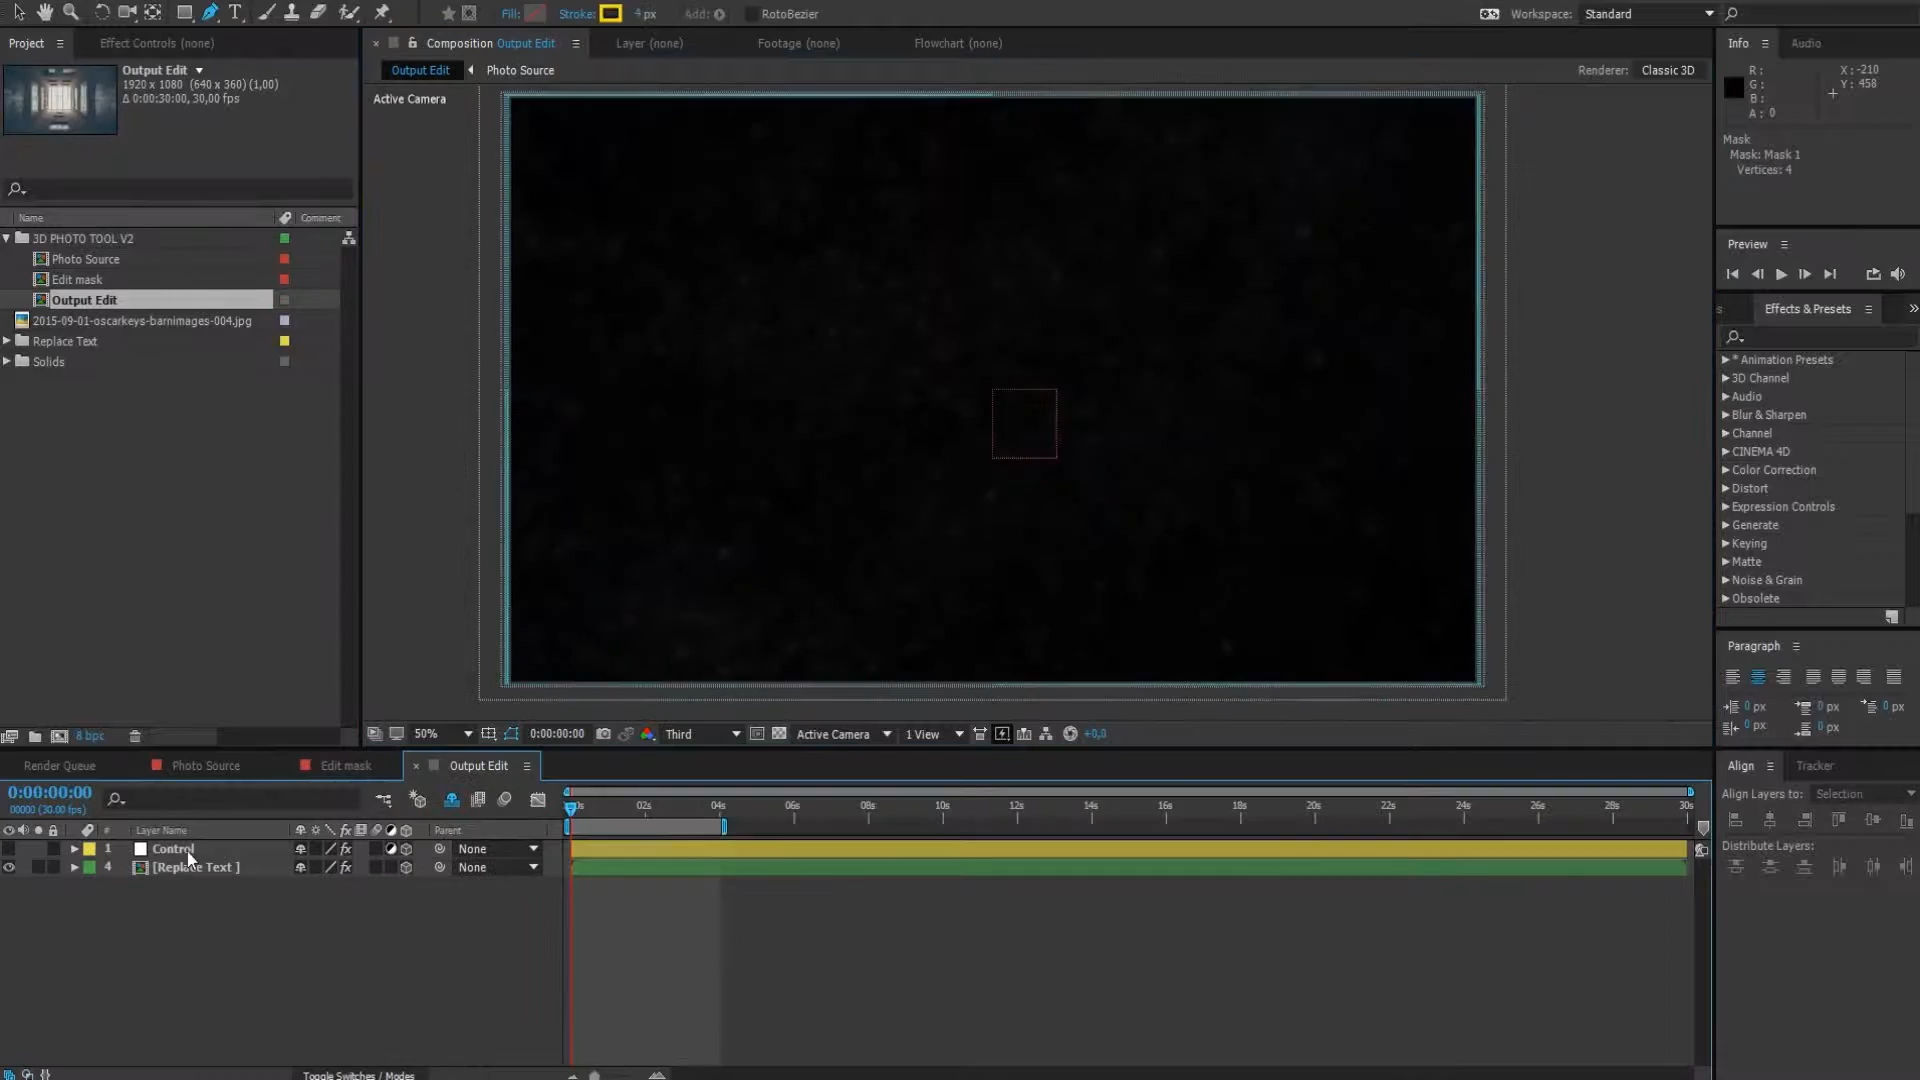 Fill:
Stroke:
4 px
Add:
RotoBezier
Workspace:
Standard
Project
Effect Controls (none)
Composition Output Edit
Layer (none)
Footage (none)
Flowchart (none)
Info
Audio
Output Edit
1920 x 1080 (640 x 360) (1,00)
Δ 0:00:30:00, 30,00 fps
Output Edit
Photo Source
Renderer:
Classic 3D
R :
G :
B :
A : 0
X : -210
Y : 458
Active Camera
Mask
Mask: Mask 1
Vertices: 4
Name
Comment
3D PHOTO TOOL V2
Photo Source
Edit mask
Output Edit
2015-09-01-oscarkeys-barnimages-004.jpg
Replace Text
Solids
Preview
Effects & Presets
* Animation Presets
3D Channel
Audio
Blur & Sharpen
Channel
CINEMA 4D
Color Correction
Distort
Expression Controls
Generate
Keying
Matte
Noise & Grain
Obsolete
Paragraph
0 px
0 px
0 px
0 px
0 px
8 bpc
50%
0:00:00:00
Third
Active Camera
1 View
+0,0
Render Queue
Photo Source
Edit mask
Output Edit
Align
Tracker
0:00:00:00
00000 (30.00 fps)
02s
04s
06s
08s
10s
12s
14s
16s
18s
20s
22s
24s
26s
28s
30s
Align Layers to:
Selection
#
Layer Name
Parent
1
Control
None
4
[Replace Text ]
None
Distribute Layers:
Toggle Switches / Modes